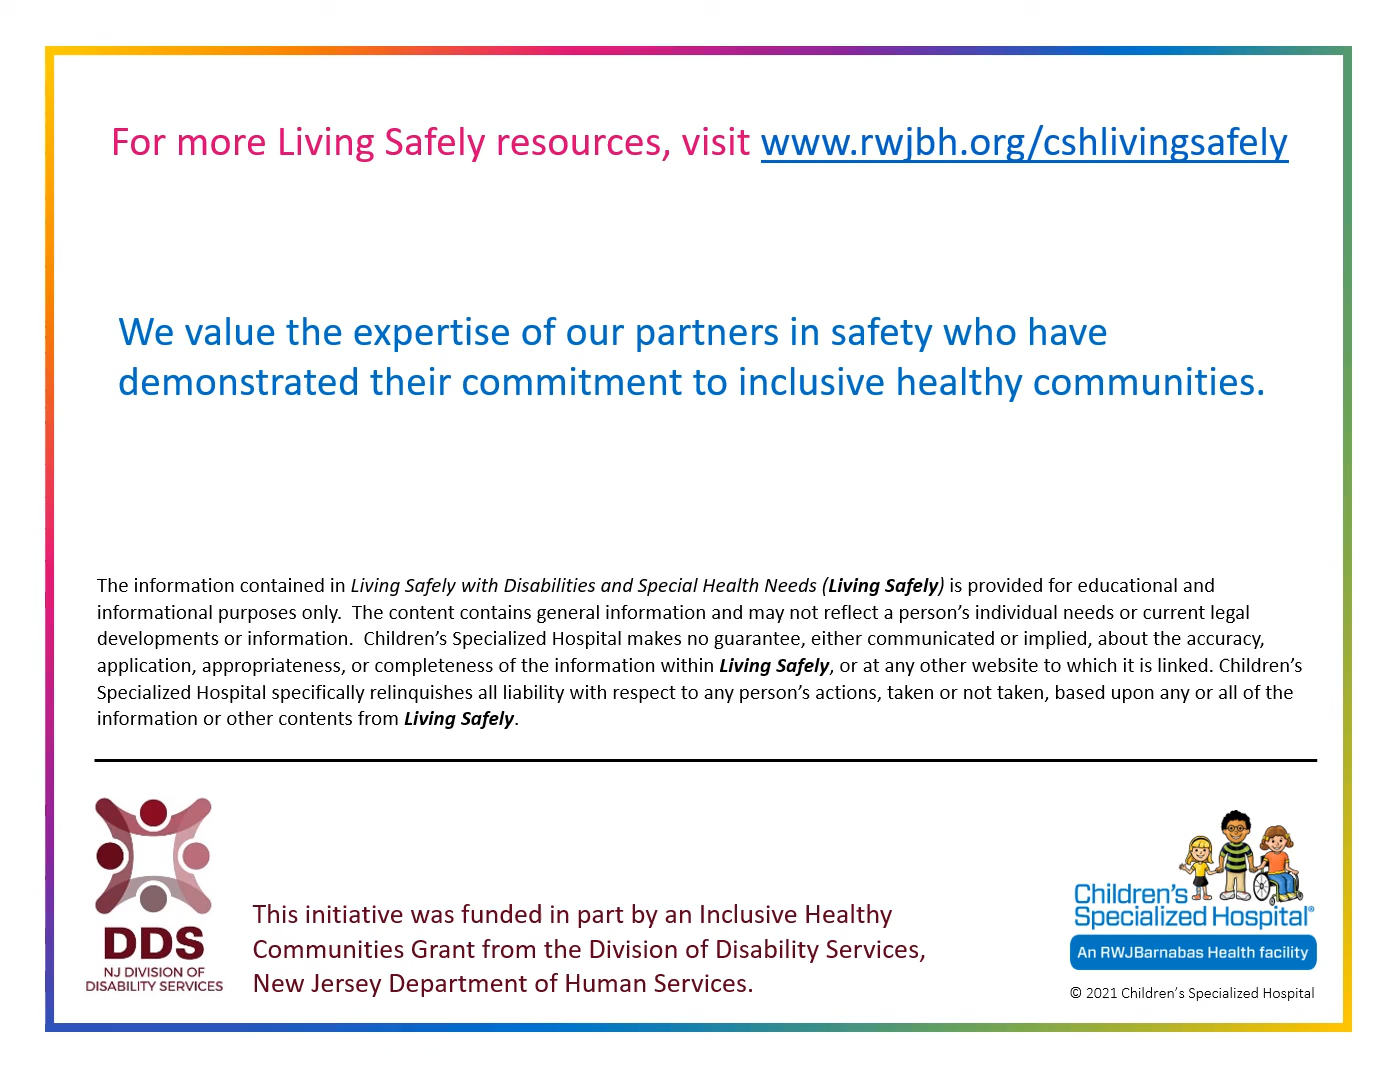 For more Living Safely resources, visit www.rwjbh.org/cshlivingsafely
We value the expertise of our partners in safety who have
demonstrated their commitment to inclusive healthy communities.
The information contained in Living Safely with Disabilities and Special Health Needs (Living Safely) is provided for educational and
informational purposes only.  The content contains general information and may not reflect a person’s individual needs or current legal
developments or information.  Children’s Specialized Hospital makes no guarantee, either communicated or implied, about the accuracy,
application, appropriateness, or completeness of the information within Living Safely, or at any other website to which it is linked. Children’s
Specialized Hospital specifically relinquishes all liability with respect to any person’s actions, taken or not taken, based upon any or all of the
information or other contents from Living Safely.
DDS
NJ DIVISION OF
DISABILITY SERVICES
This initiative was funded in part by an Inclusive Healthy
Communities Grant from the Division of Disability Services,
New Jersey Department of Human Services.
Children's
Specialized Hospital®
An RWJBarnabas Health facility
© 2021 Children’s Specialized Hospital